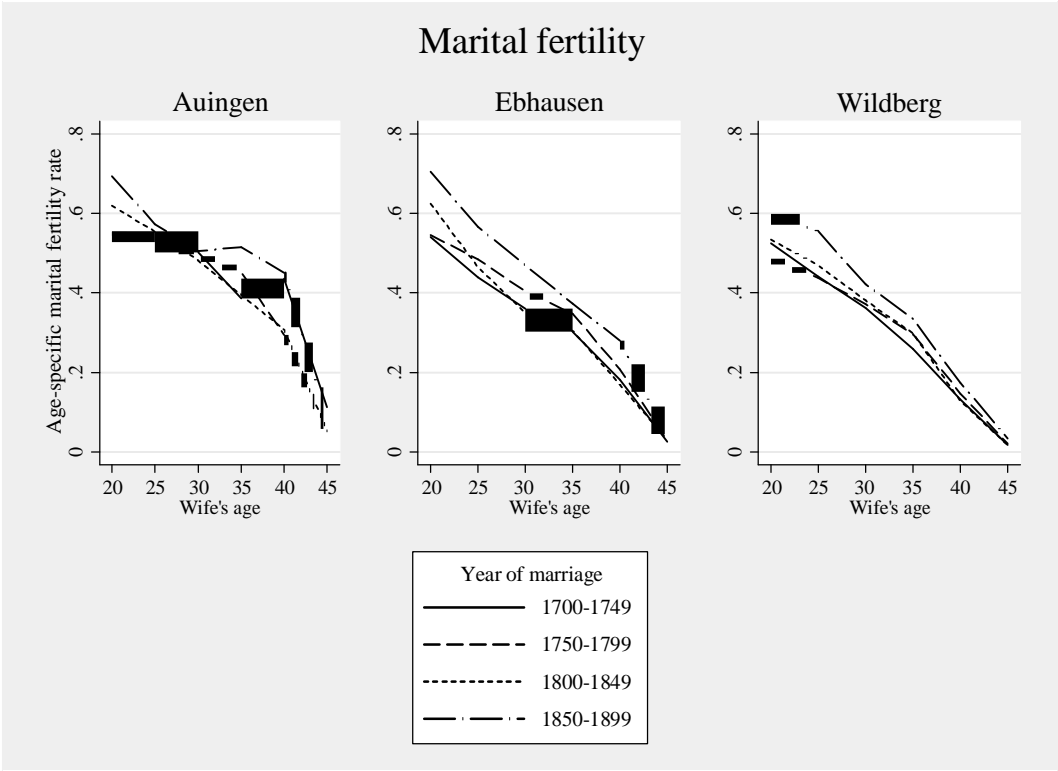 Marital fertility
Auingen
Ebhausen
Wildberg
Age-specific marital fertility rate
.8
.6
.4
.2
0
20 25 30 35 40 45
Wife's age
.8
.6
.4
.2
0
20 25 30 35 40 45
Wife's age
.8
.6
.4
.2
0
20 25 30 35 40 45
Wife's age
Year of marriage
1700-1749
1750-1799
1800-1849
1850-1899